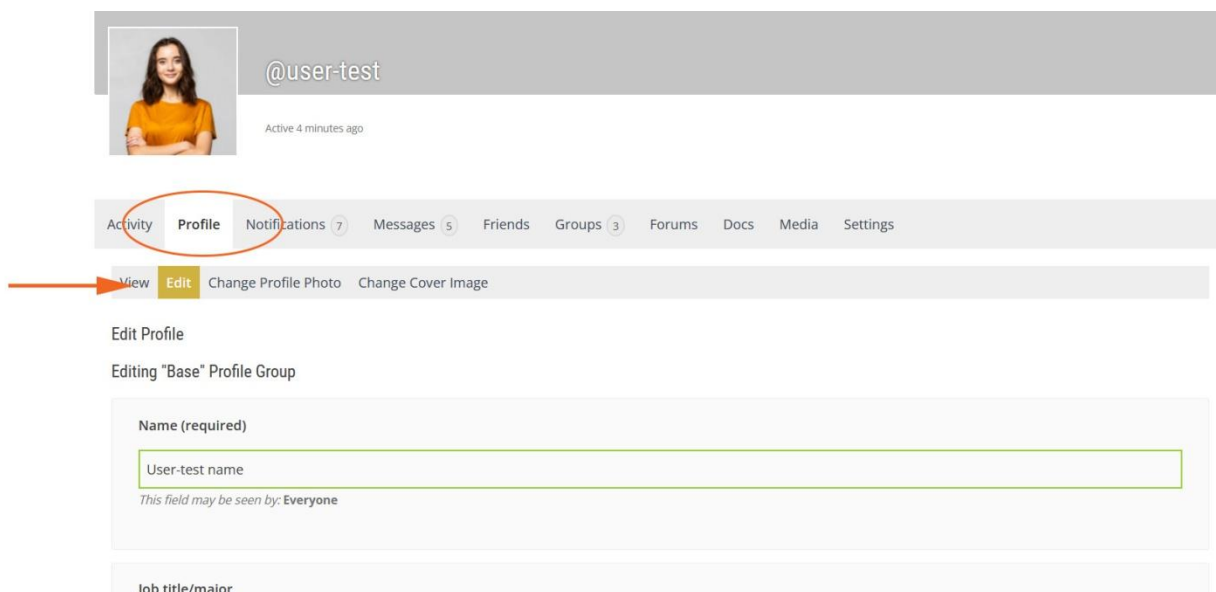 @user-test
Active 4 minutes ago
Activity Profile Notifications 7 Messages 5 Friends Groups 3 Forums Docs Media Settings
View Edit Change Profile Photo Change Cover Image
Edit Profile
Editing "Base" Profile Group
Name (required)
User-test name
This field may be seen by: Everyone
Job title/major